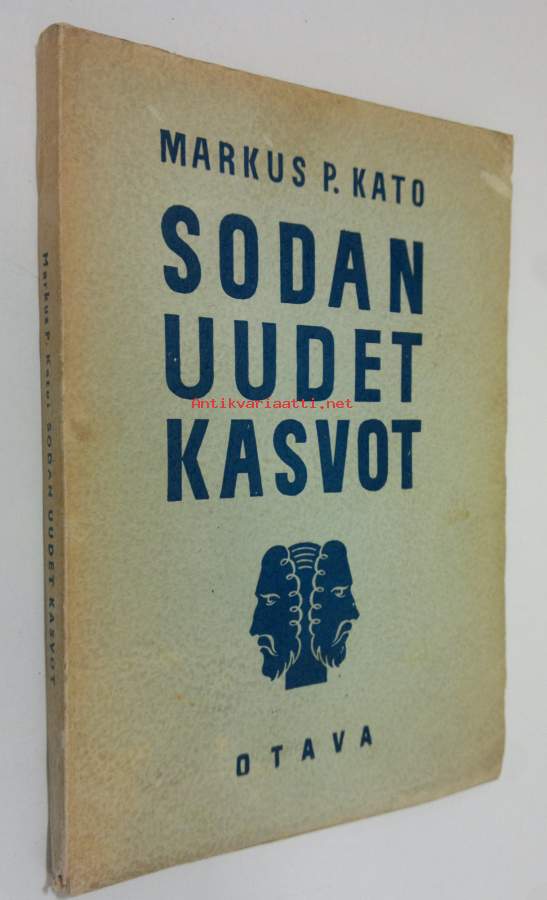 MARKUS P. KATO
SODAN
UUDET
Antikvariaatti.net
KASVOT
OTAVA
Markus P. Kato: SODAN UUDET KASVOT